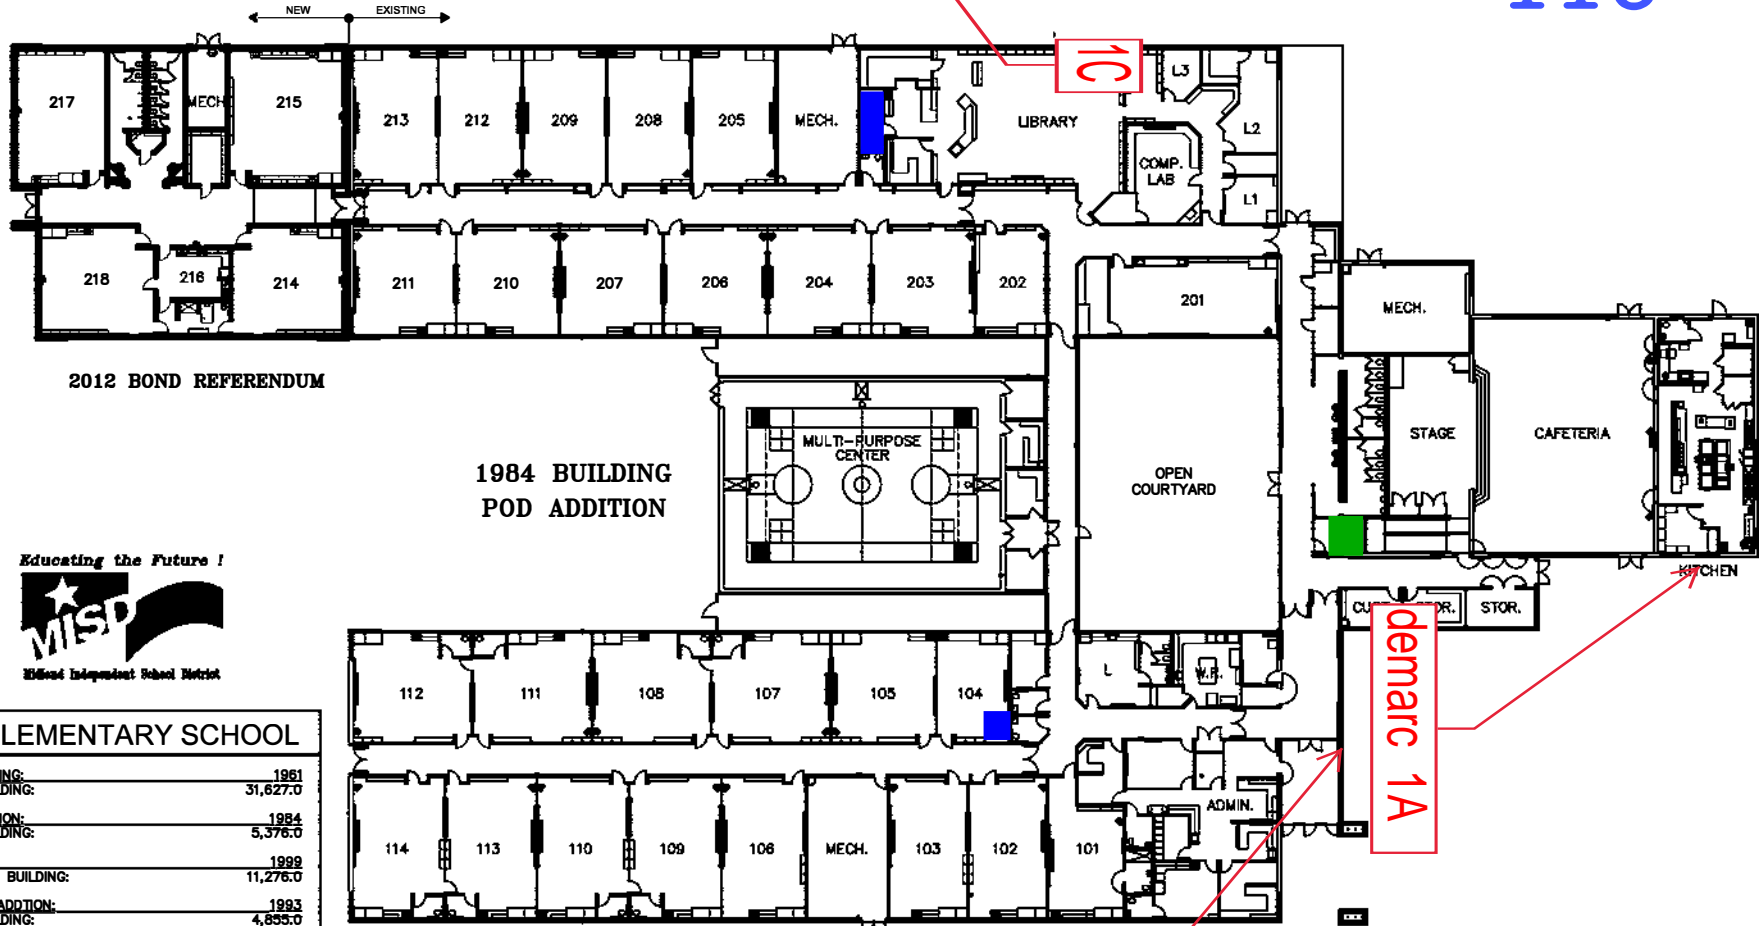 NEW
EXISTING
1C
217
MECH
215
213
212
209
208
205
MECH.
LIBRARY
L3
L2
COMP.
LAB
L1
218
216
214
211
210
207
206
204
203
202
201
MECH.
2012 BOND REFERENDUM
MULTI-PURPOSE
CENTER
1984 BUILDING
POD ADDITION
OPEN
COURTYARD
STAGE
CAFETERIA
KITCHEN
STOR.
Educating the Future !
MISD
Midland Independent School District
112
111
108
107
105
104
L
W.R.
demarc 1A
LEMENTARY SCHOOL
1961
31,627.0
1984
5,376.0
1999
BUILDING:
11,276.0
ADDTION:
1993
4,855.0
114
113
110
109
106
MECH.
103
102
101
ADMIN.